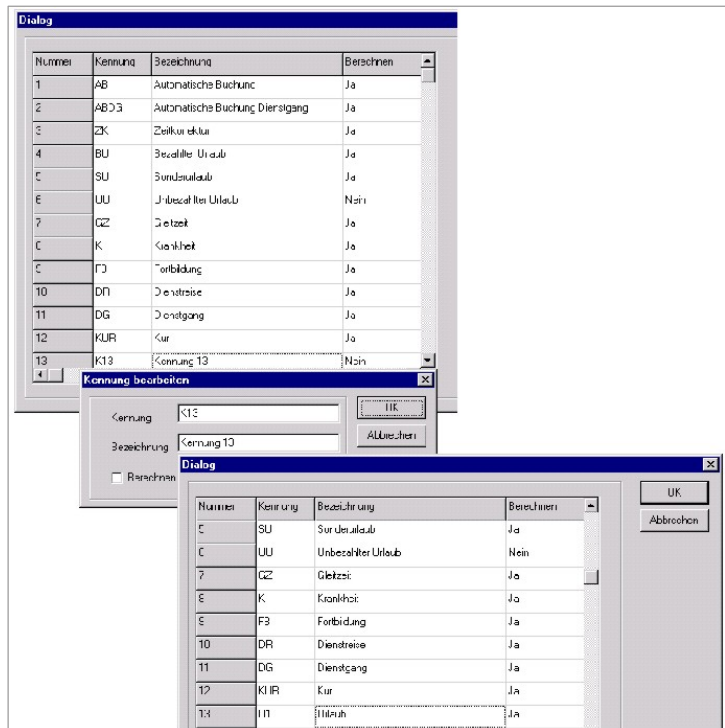 Dialog
Nummer Kennung Bezeichnung Berechnen
1 AB Automatische Buchung Ja
2 ABDG Automatische Buchung Dienstgang Ja
3 ZK Zeitkorrektur Ja
4 BU Bezahlter Urlaub Ja
5 SU Sonderurlaub Ja
6 UU Unbezahlter Urlaub Nein
7 GZ Gleitzeit Ja
8 K Krankheit Ja
9 FB Fortbildung Ja
10 DR Dienstreise Ja
11 DG Dienstgang Ja
12 KUR Kur Ja
13 K13 Kennung 13 Nein
Kennung bearbeiten
Kennung K13 OK
Bezeichnung Kennung 13 Abbrechen
Berechnen
Dialog
OK
Abbrechen
Nummer Kennung Bezeichnung Berechnen
5 SU Sonderurlaub Ja
6 UU Unbezahlter Urlaub Nein
7 GZ Gleitzeit Ja
8 K Krankheit Ja
9 FB Fortbildung Ja
10 DR Dienstreise Ja
11 DG Dienstgang Ja
12 KUR Kur Ja
13 Urlaub Ja